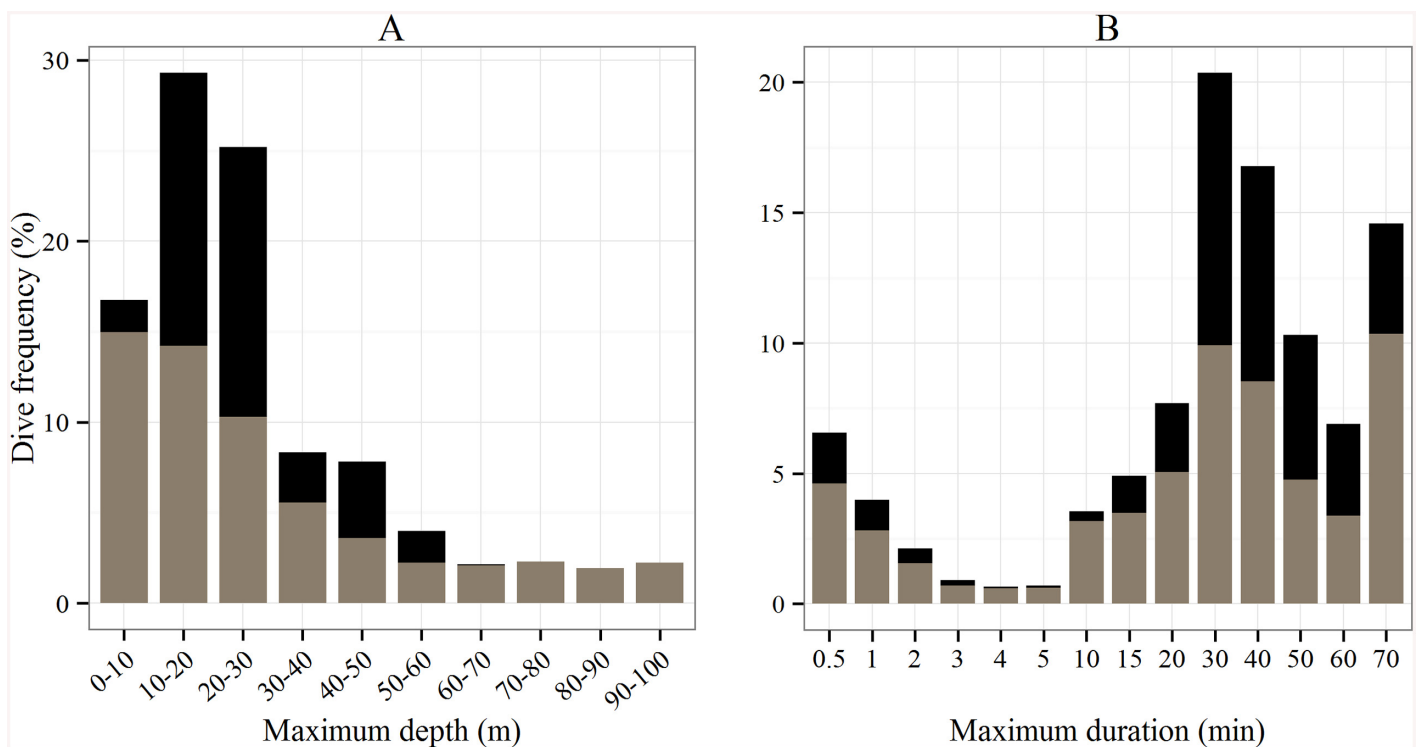 A
Dive frequency (%)
30
20
10
0
0-10 10-20 20-30 30-40 40-50 50-60 60-70 70-80 80-90 90-100
Maximum depth (m)
B
20
15
10
5
0
0.5 1 2 3 4 5 10 15 20 30 40 50 60 70
Maximum duration (min)